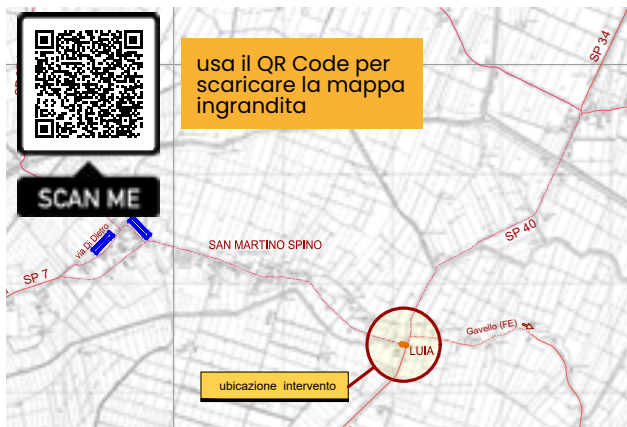 usa il QR Code per
scaricare la mappa
ingrandita
SCAN ME
SP 34
via Di Dietro
SAN MARTINO SPINO
SP 40
SP 7
Gavello (FE)
LUIA
ubicazione intervento